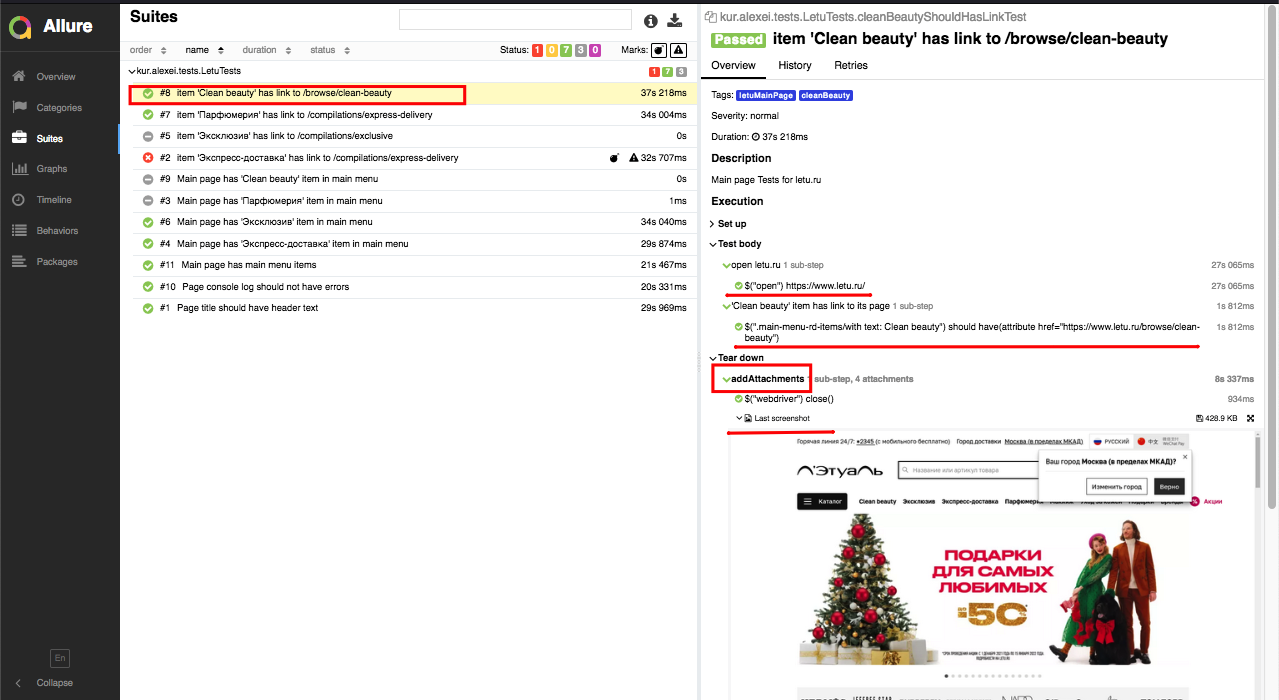 Allure
Overview
Categories
Suites
Graphs
Timeline
Behaviors
Packages
En
Collapse
Suites
order name duration status Status: 1 0 7 3 0 Marks:
kur.alexei.tests.LetuTests 1 7 3
#8 item 'Clean beauty' has link to /browse/clean-beauty 37s 218ms
#7 item 'Парфюмерия' has link to /compilations/express-delivery 34s 004ms
#5 item 'Эксклюзив' has link to /compilations/exclusive 0s
#2 item 'Экспресс-доставка' has link to /compilations/express-delivery 32s 707ms
#9 Main page has 'Clean beauty' item in main menu 0s
#3 Main page has 'Парфюмерия' item in main menu 1ms
#6 Main page has 'Эксклюзив' item in main menu 34s 040ms
#4 Main page has 'Экспресс-доставка' item in main menu 29s 874ms
#11 Main page has main menu items 21s 467ms
#10 Page console log should not have errors 20s 331ms
#1 Page title should have header text 29s 969ms
kur.alexei.tests.LetuTests.cleanBeautyShouldHasLinkTest
Passed item 'Clean beauty' has link to /browse/clean-beauty
Overview History Retries
Tags: letuMainPage cleanBeauty
Severity: normal
Duration: 37s 218ms
Description
Main page Tests for letu.ru
Execution
Set up
Test body
open letu.ru 1 sub-step 27s 065ms
$("open") https://www.letu.ru/ 27s 065ms
'Clean beauty' item has link to its page 1 sub-step 1s 812ms
$(".main-menu-rd-items/with text: Clean beauty") should have(attribute href="https://www.letu.ru/browse/clean- 1s 812ms
beauty")
Tear down
addAttachments 1 sub-step, 4 attachments 8s 337ms
$("webdriver") close() 934ms
Last screenshot 428.9 KB
Горячая линия 24/7: *2345 (с мобильного бесплатно) Город доставки Москва (в пределах МКАД) РУССКИЙ 中文
WeChat Pay
Ваш город Москва (в пределах МКАД)?
Л'ЭТУАЛЬ
Название или артикул товара
Изменить город Верно
Каталог Clean beauty Эксклюзив Экспресс-доставка Парфюмерия Акции
ПОДАРКИ
ДЛЯ САМЫХ
ЛЮБИМЫХ
ДО -50%